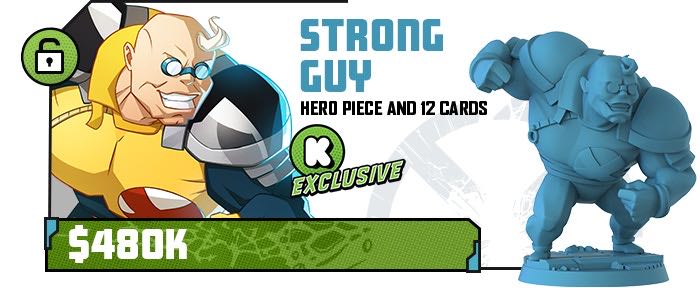 STRONG
GUY
HERO PIECE AND 12 CARDS
K
EXCLUSIVE
$480K